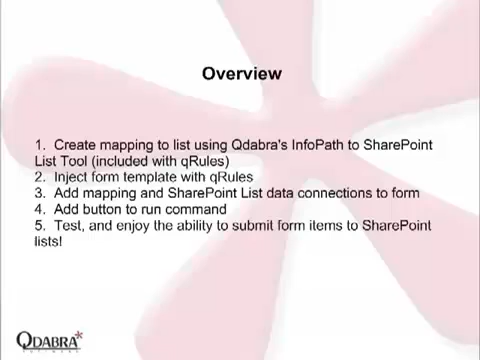 Overview
1. Create mapping to list using Qdabra's InfoPath to SharePoint
List Tool (included with qRules)
2. Inject form template with qRules
3. Add mapping and SharePoint List data connections to form
4. Add button to run command
5. Test, and enjoy the ability to submit form items to SharePoint
lists!
QDABRA*
SOFTWARE